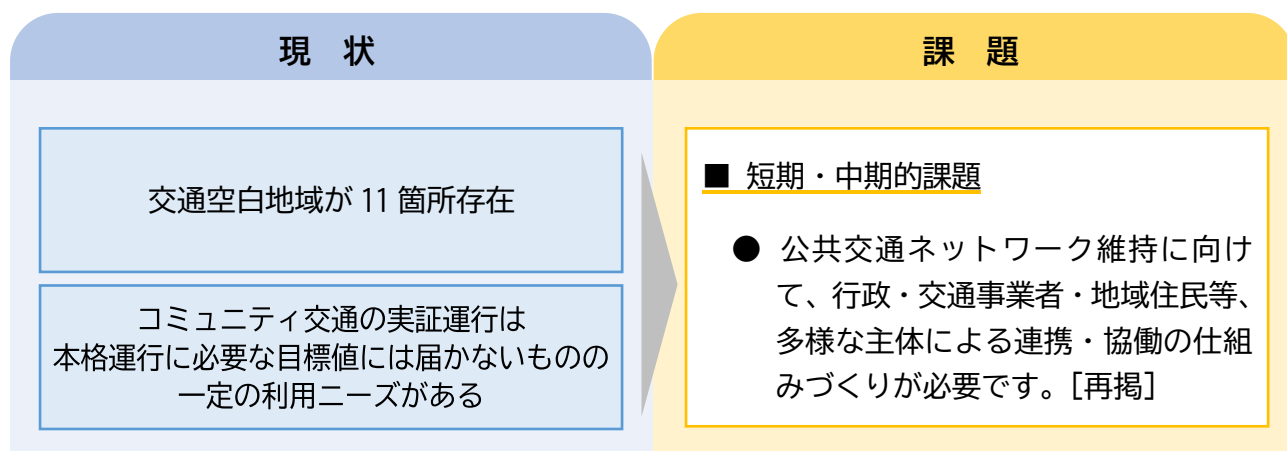 現　状
交通空白地域が 11 箇所存在
コミュニティ交通の実証運行は
本格運行に必要な目標値には届かないものの
一定の利用ニーズがある
課　題
■ 短期・中期的課題
● 公共交通ネットワーク維持に向け
て、行政・交通事業者・地域住民等、
多様な主体による連携・協働の仕組
みづくりが必要です。［再掲］